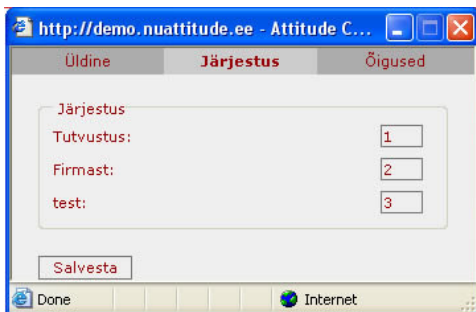 http://demo.nuattitude.ee - Attitude C...
Üldine Järjestus Õigused
Järjestus
Tutvustus: 1
Firmast: 2
test: 3
Salvesta
Done Internet